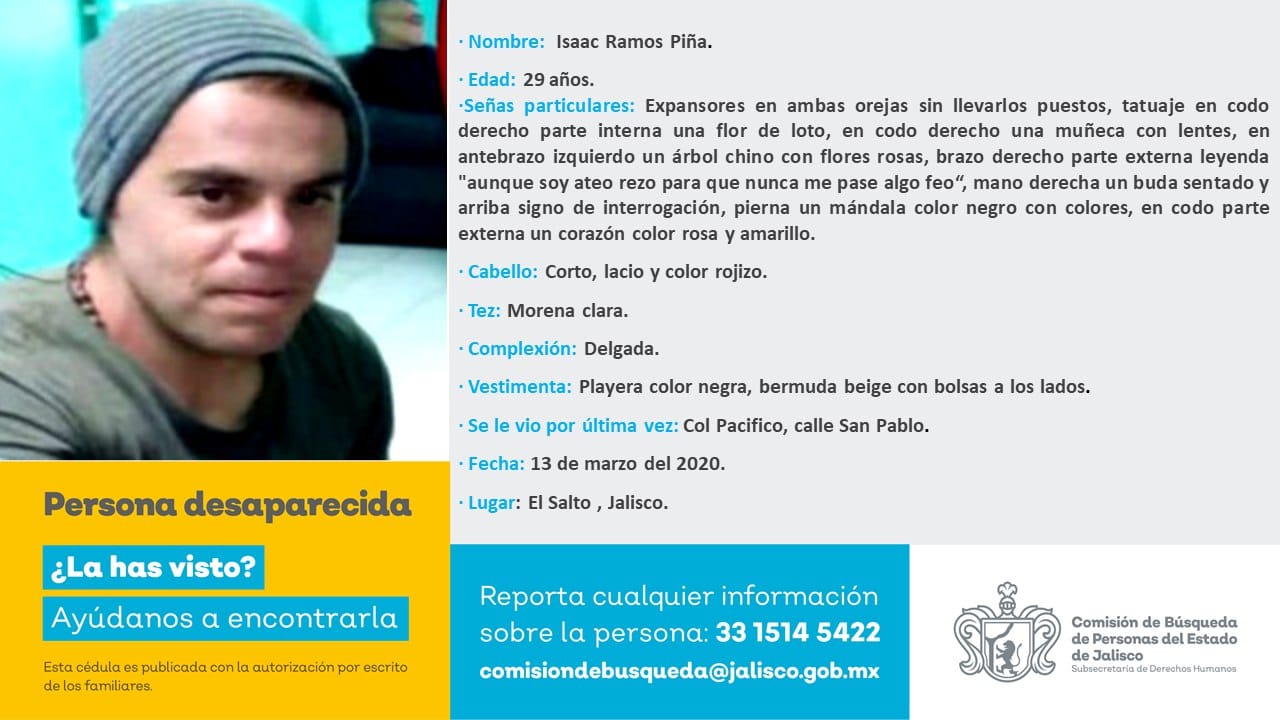 · Nombre: Isaac Ramos Piña.
· Edad: 29 años.
·Señas particulares: Expansores en ambas orejas sin llevarlos puestos, tatuaje en codo
derecho parte interna una flor de loto, en codo derecho una muñeca con lentes, en
antebrazo izquierdo un árbol chino con flores rosas, brazo derecho parte externa leyenda
"aunque soy ateo rezo para que nunca me pase algo feo“, mano derecha un buda sentado y
arriba signo de interrogación, pierna un mándala color negro con colores, en codo parte
externa un corazón color rosa y amarillo.
· Cabello: Corto, lacio y color rojizo.
· Tez: Morena clara.
· Complexión: Delgada.
· Vestimenta: Playera color negra, bermuda beige con bolsas a los lados.
· Se le vio por última vez: Col Pacifico, calle San Pablo.
· Fecha: 13 de marzo del 2020.
· Lugar: El Salto , Jalisco.
Persona desaparecida
¿La has visto?
Ayúdanos a encontrarla
Esta cédula es publicada con la autorización por escrito
de los familiares.
Reporta cualquier información
sobre la persona: 33 1514 5422
comisiondebusqueda@jalisco.gob.mx
Comisión de Búsqueda
de Personas del Estado
de Jalisco
Subsecretaría de Derechos Humanos